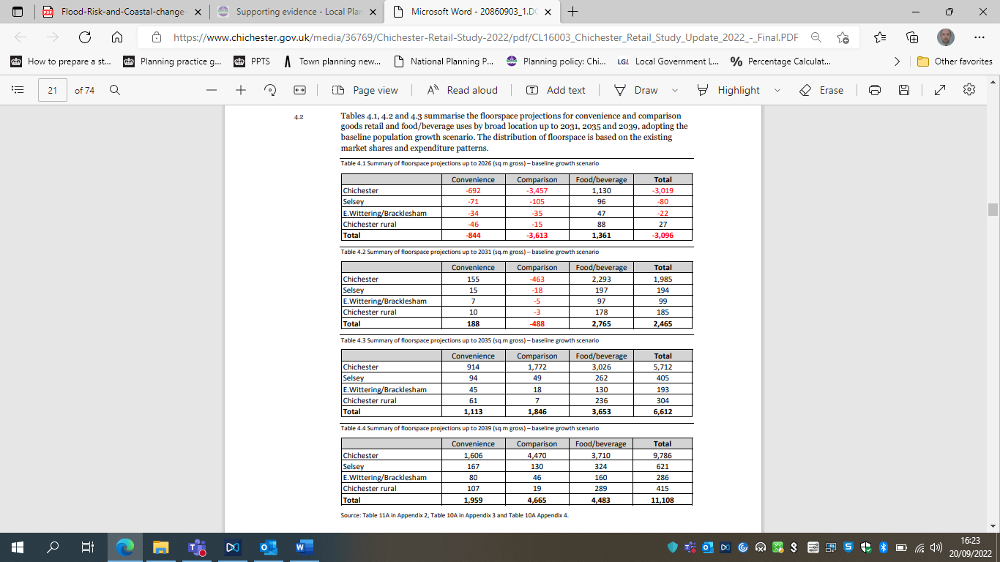 Flood-Risk-and-Coastal-change-
Supporting evidence - Local Plan
Microsoft Word - 20860903_1.DO
https://www.chichester.gov.uk/media/36769/Chichester-Retail-Study-2022/pdf/CL16003_Chichester_Retail_Study_Update_2022_-_Final.PDF
How to prepare a st...
Planning practice g...
PPTS
Town planning new...
National Planning P...
Planning policy: Chi...
LGL Local Government L...
% Percentage Calculat...
Other favorites
21 of 74
Page view
Read aloud
Add text
Draw
Highlight
Erase
4.2 Tables 4.1, 4.2 and 4.3 summarise the floorspace projections for convenience and comparison
goods retail and food/beverage uses by broad location up to 2031, 2035 and 2039, adopting the
baseline population growth scenario. The distribution of floorspace is based on the existing
market shares and expenditure patterns.
Table 4.1 Summary of floorspace projections up to 2026 (sq.m gross) – baseline growth scenario
Convenience Comparison Food/beverage Total
Chichester -692 -3,457 1,130 -3,019
Selsey -71 -105 96 -80
E.Wittering/Bracklesham -34 -35 47 -22
Chichester rural -46 -15 88 27
Total -844 -3,613 1,361 -3,096
Table 4.2 Summary of floorspace projections up to 2031 (sq.m gross) – baseline growth scenario
Convenience Comparison Food/beverage Total
Chichester 155 -463 2,293 1,985
Selsey 15 -18 197 194
E.Wittering/Bracklesham 7 -5 97 99
Chichester rural 10 -3 178 185
Total 188 -488 2,765 2,465
Table 4.3 Summary of floorspace projections up to 2035 (sq.m gross) – baseline growth scenario
Convenience Comparison Food/beverage Total
Chichester 914 1,772 3,026 5,712
Selsey 94 49 262 405
E.Wittering/Bracklesham 45 18 130 193
Chichester rural 61 7 236 304
Total 1,113 1,846 3,653 6,612
Table 4.4 Summary of floorspace projections up to 2039 (sq.m gross) – baseline growth scenario
Convenience Comparison Food/beverage Total
Chichester 1,606 4,470 3,710 9,786
Selsey 167 130 324 621
E.Wittering/Bracklesham 80 46 160 286
Chichester rural 107 19 289 415
Total 1,959 4,665 4,483 11,108
Source: Table 11A in Appendix 2, Table 10A in Appendix 3 and Table 10A Appendix 4.
16:23
20/09/2022